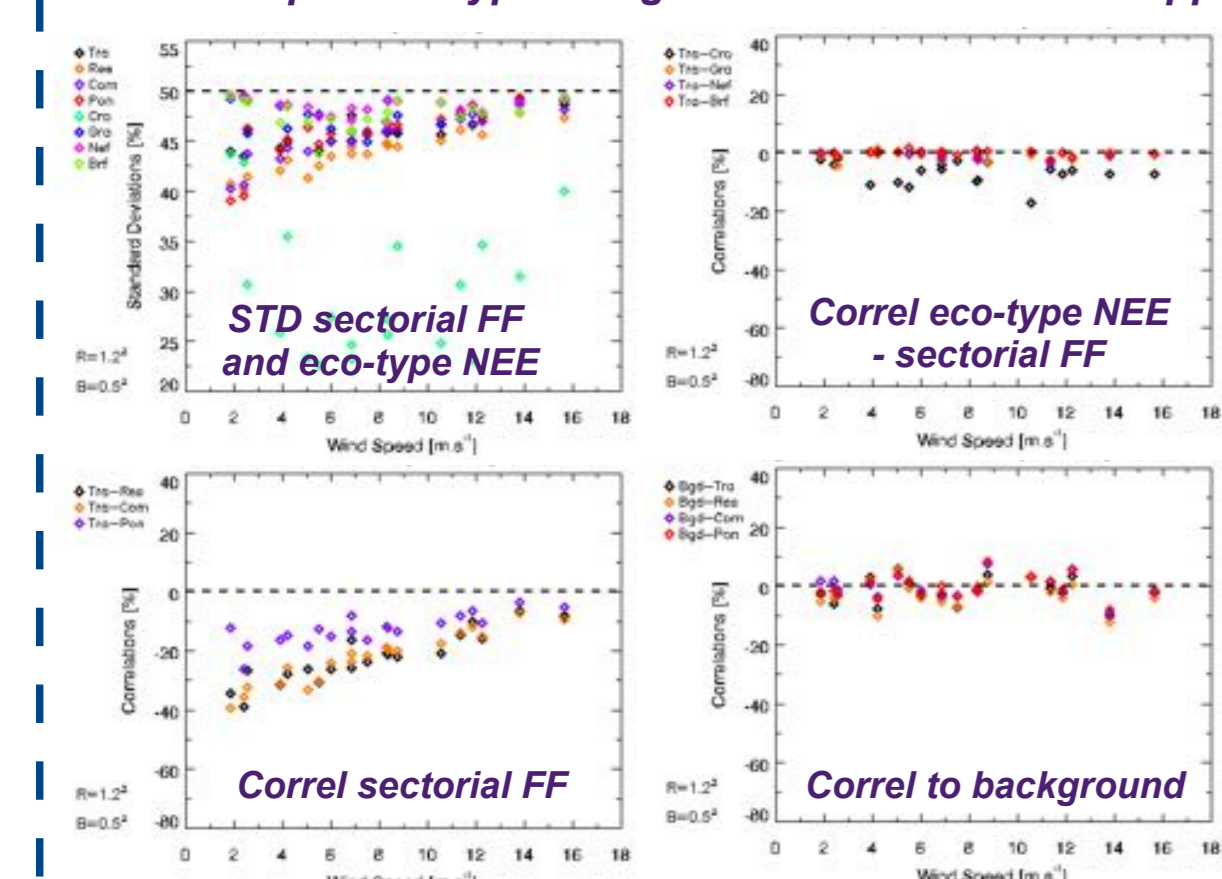 Tra
Res
Com
Pon
Cro
Gra
Nef
Brf
55
50
45
40
35
30
25
20
Standard Deviations [%]
STD sectorial FF
and eco-type NEE
R=1.2²
B=0.5²
0 2 4 6 8 10 12 14 16 18
Wind Speed [m.s⁻¹]
Tra-Cro
Tra-Gra
Tra-Nef
Tra-Brf
40
20
0
-20
-40
-60
-80
Correlations [%]
Correl eco-type NEE
- sectorial FF
R=1.2²
B=0.5²
0 2 4 6 8 10 12 14 16 18
Wind Speed [m.s⁻¹]
Tra-Res
Tra-Com
Tra-Pon
40
20
0
-20
-40
-60
-80
Correlations [%]
Correl sectorial FF
R=1.2²
B=0.5²
0 2 4 6 8 10 12 14 16 18
Wind Speed [m.s⁻¹]
Bgd-Tra
Bgd-Res
Bgd-Com
Bgd-Pon
40
20
0
-20
-40
-60
-80
Correlations [%]
Correl to background
R=1.2²
B=0.5²
0 2 4 6 8 10 12 14 16 18
Wind Speed [m.s⁻¹]